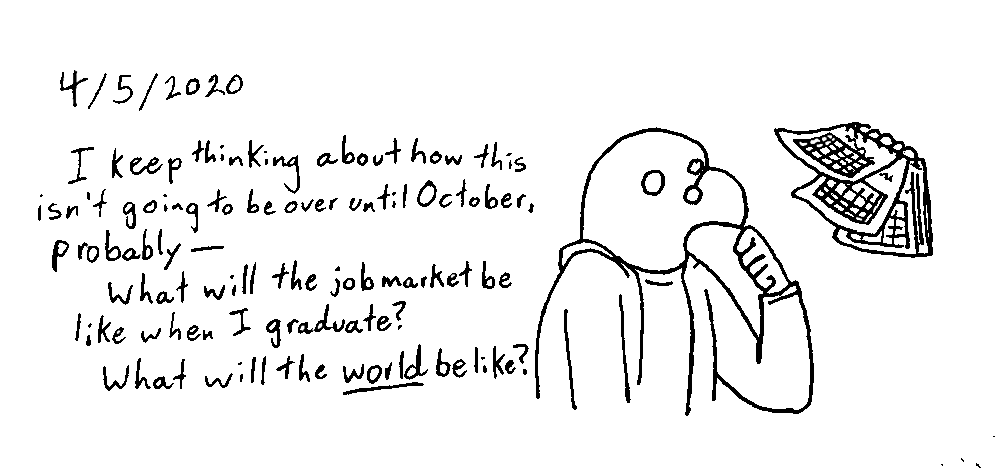 4/5/2020
I keep thinking about how this
isn't going to be over until October,
probably —
What will the job market be
like when I graduate?
What will the world be like?